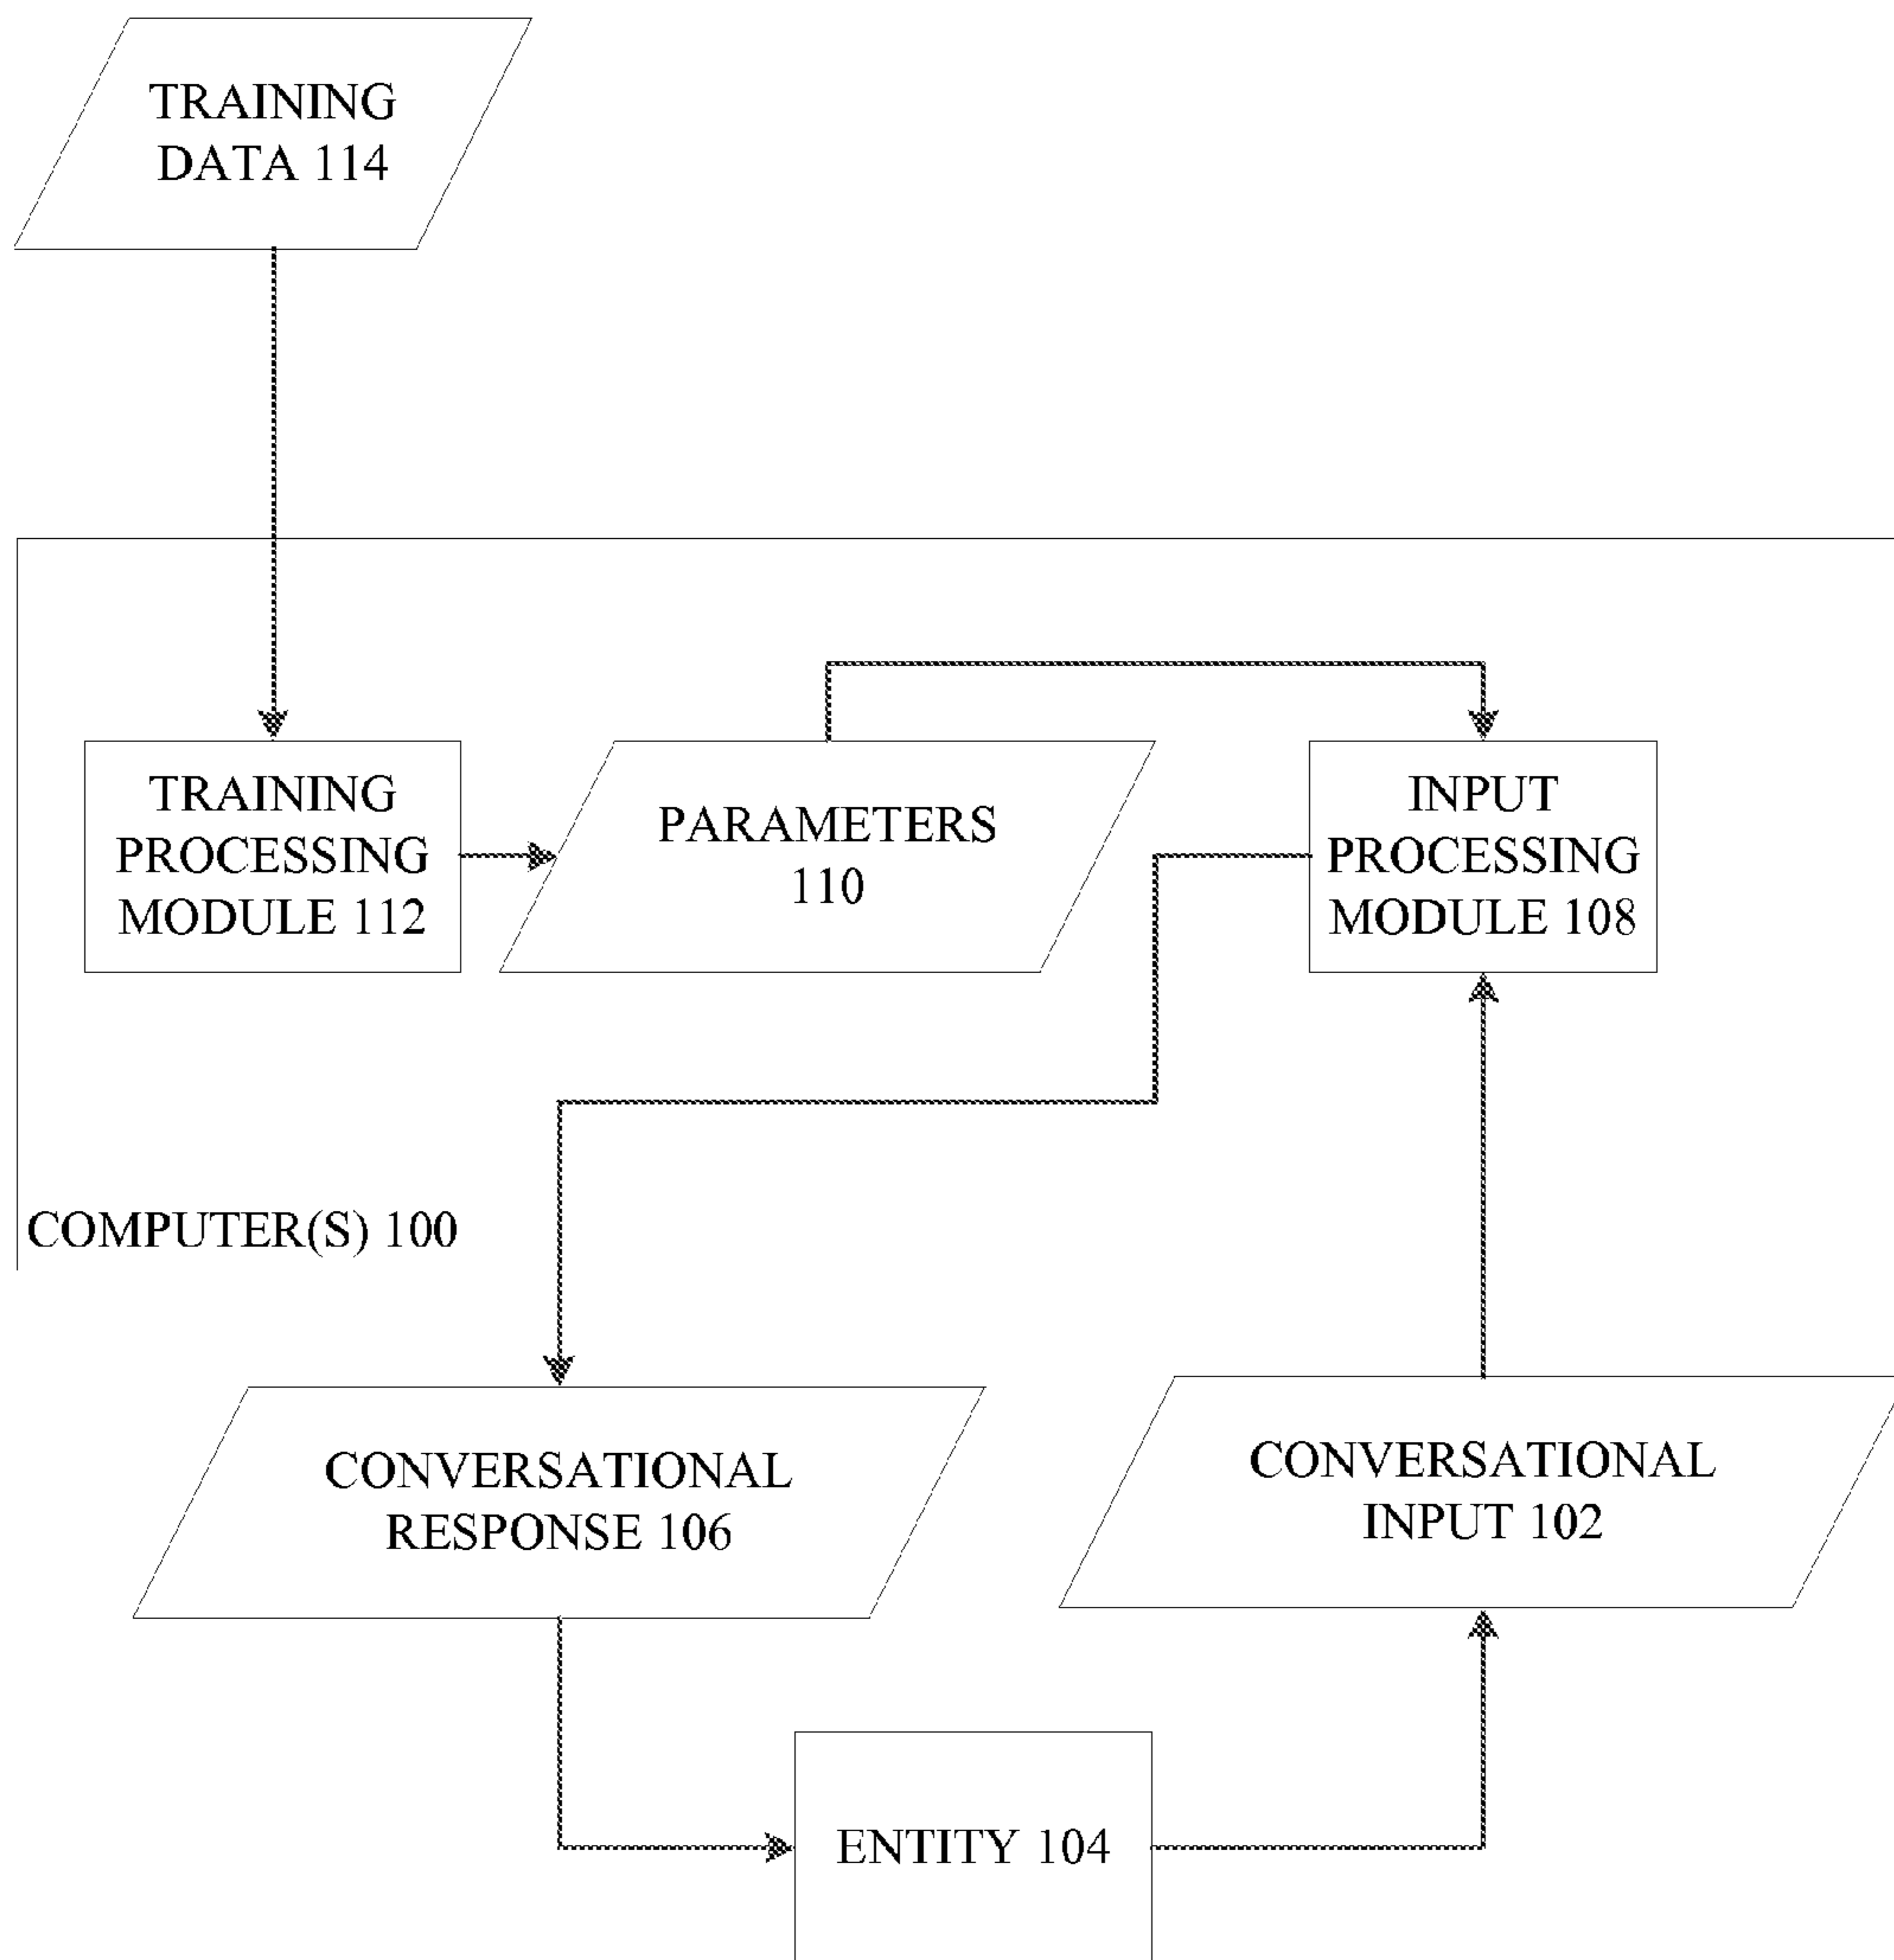 TRAINING
DATA 114
TRAINING
PROCESSING
MODULE 112
PARAMETERS
110
INPUT
PROCESSING
MODULE 108
COMPUTER(S) 100
CONVERSATIONAL
RESPONSE 106
CONVERSATIONAL
INPUT 102
ENTITY 104